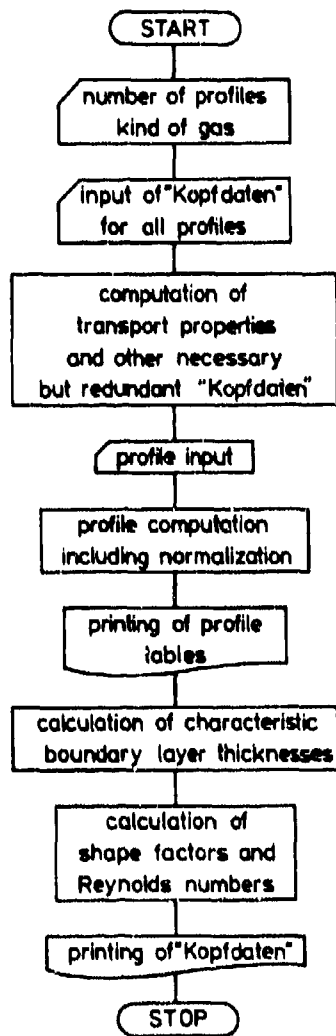 START
number of profiles
kind of gas
input of "Kopfdaten"
for all profiles
computation of
transport properties
and other necessary
but redundant "Kopfdaten"
profile input
profile computation
including normalization
printing of profile
tables
calculation of characteristic
boundary layer thicknesses
calculation of
shape factors and
Reynolds numbers
printing of "Kopfdaten"
STOP